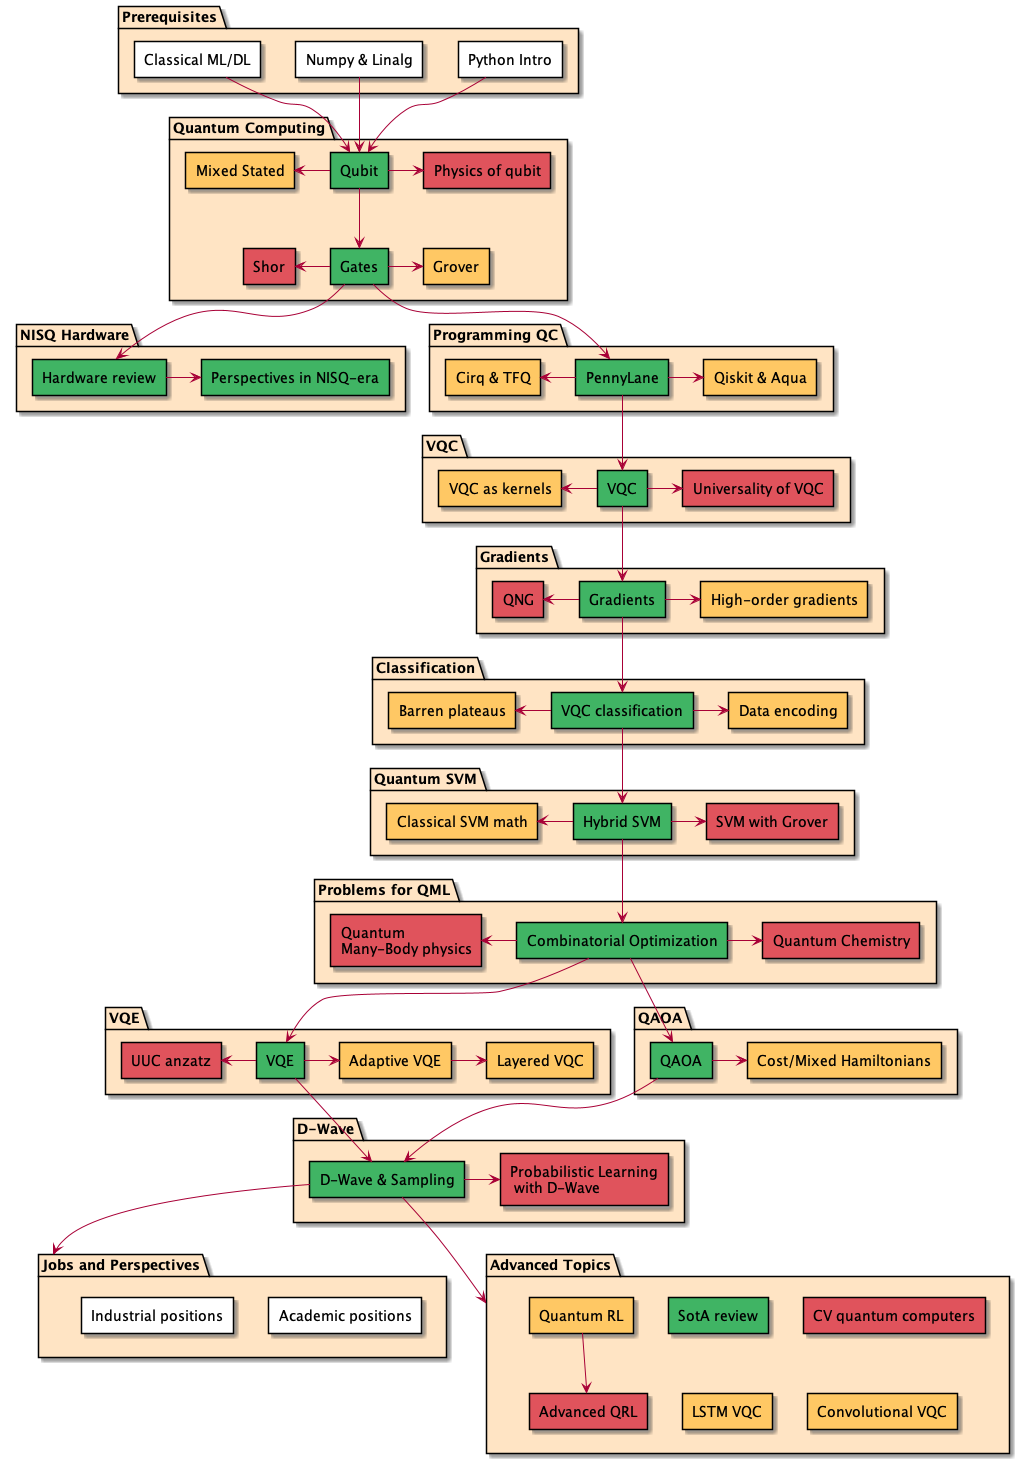 Prerequisites
Classical ML/DL
Numpy & Linalg
Python Intro
Quantum Computing
Mixed Stated
Qubit
Physics of qubit
Shor
Gates
Grover
NISQ Hardware
Hardware review
Perspectives in NISQ-era
Programming QC
Cirq & TFQ
PennyLane
Qiskit & Aqua
VQC
VQC as kernels
VQC
Universality of VQC
Gradients
QNG
Gradients
High-order gradients
Classification
Barren plateaus
VQC classification
Data encoding
Quantum SVM
Classical SVM math
Hybrid SVM
SVM with Grover
Problems for QML
Quantum
Many-Body physics
Combinatorial Optimization
Quantum Chemistry
VQE
UUC anzatz
VQE
Adaptive VQE
Layered VQC
QAOA
QAOA
Cost/Mixed Hamiltonians
D-Wave
D-Wave & Sampling
Probabilistic Learning
with D-Wave
Jobs and Perspectives
Industrial positions
Academic positions
Advanced Topics
Quantum RL
SotA review
CV quantum computers
Advanced QRL
LSTM VQC
Convolutional VQC